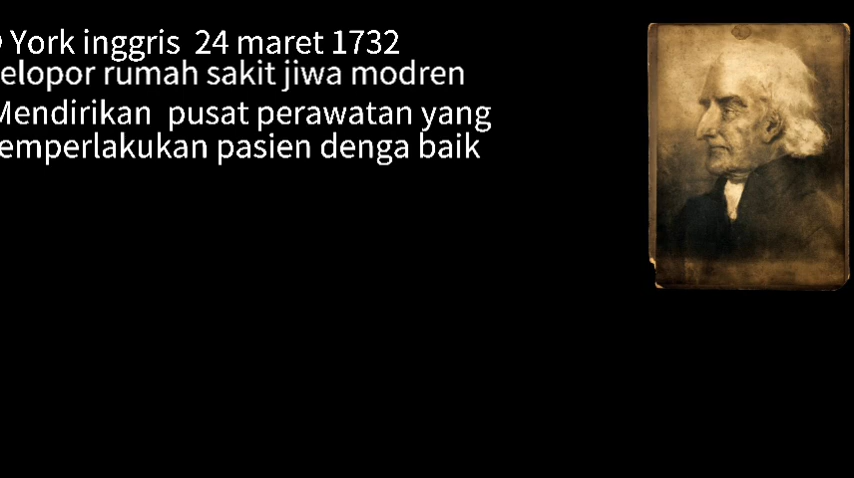 York inggris 24 maret 1732
elopor rumah sakit jiwa modren
Mendirikan pusat perawatan yang
emperlakukan pasien denga baik